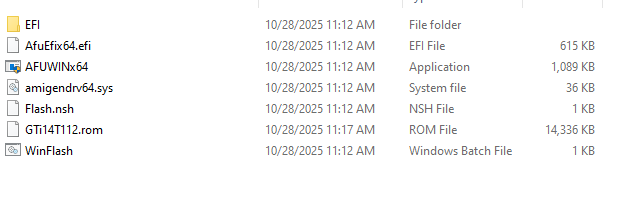 EFI 10/28/2025 11:12 AM File folder
AfuEfix64.efi 10/28/2025 11:12 AM EFI File 615 KB
AFUWINx64 10/28/2025 11:12 AM Application 1,089 KB
amigendrv64.sys 10/28/2025 11:12 AM System file 36 KB
Flash.nsh 10/28/2025 11:12 AM NSH File 1 KB
GTi14T112.rom 10/28/2025 11:17 AM ROM File 14,336 KB
WinFlash 10/28/2025 11:12 AM Windows Batch File 1 KB